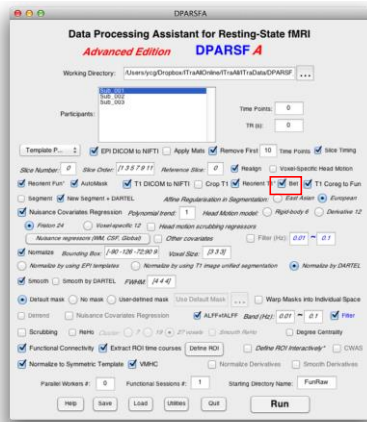 DPARSFA
Data Processing Assistant for Resting-State fMRI
Advanced Edition DPARSF A
Working Directory: /Users/ycg/Dropbox/ITraAllOnline/ITraAll/ITraData/DPARSF ...
Participants:
Sub_001
Sub_002
Sub_003
Time Points: 0
TR (s): 0
Template P... EPI DICOM to NIFTI Apply Mats Remove First 10 Time Points Slice Timing
Slice Number: 0 Slice Order: [1 3 5 7 9 11 Reference Slice: 0 Realign Voxel-Specific Head Motion
Reorient Fun* AutoMask T1 DICOM to NIFTI Crop T1 Reorient T1* Bet T1 Coreg to Fun
Segment New Segment + DARTEL Affine Regularisation in Segmentation: East Asian European
Nuisance Covariates Regression Polynomial trend: 1 Head Motion model: Rigid-body 6 Derivative 12
Friston 24 Voxel-specific 12 Head motion scrubbing regressors
Nuisance regressors (WM, CSF, Global) Other covariates Filter (Hz): 0.01 ~ 0.1
Normalize Bounding Box: [-90 -126 -72;90 9 Voxel Size: [3 3 3]
Normalize by using EPI templates Normalize by using T1 image unified segmentation Normalize by DARTEL
Smooth Smooth by DARTEL FWHM: [4 4 4]
Default mask No mask User-defined mask Use Default Mask ... Warp Masks into Individual Space
Detrend Nuisance Covariates Regression ALFF+fALFF Band (Hz): 0.01 ~ 0.1 Filter
Scrubbing ReHo Cluster 7 19 27 voxels Smooth ReHo Degree Centrality
Functional Connectivity Extract ROI time courses Define ROI Define ROI Interactively* CWAS
Normalize to Symmetric Template VMHC Normalize Derivatives Smooth Derivatives
Parallel Workers #: 0 Functional Sessions #: 1 Starting Directory Name: FunRaw
Help Save Load Utilities Quit Run